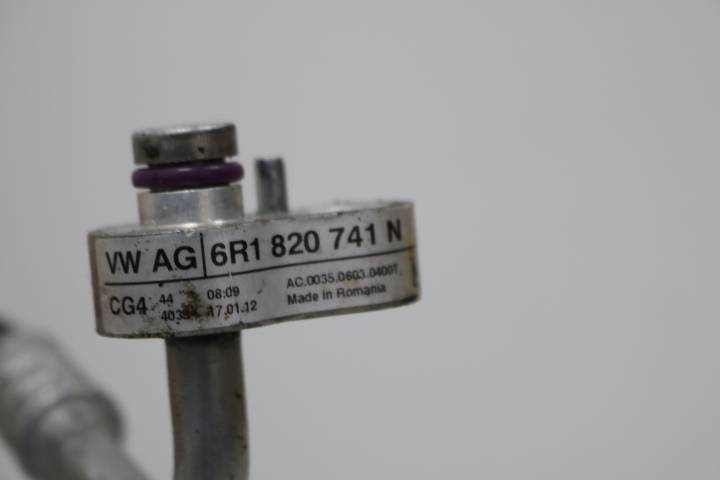 VW AG 6R1 820 741 N
CG4 44 08:09 AC.0035.0603.0400T.
17.01.12 Made in Romania